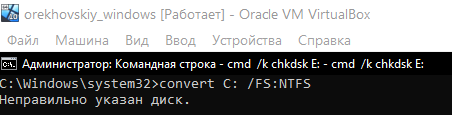 orekhovskiy_windows [Работает] - Oracle VM VirtualBox
Файл Машина Вид Ввод Устройства Справка
Администратор: Командная строка - cmd /k chkdsk E: - cmd /k chkdsk E:
C:\Windows\system32>convert C: /FS:NTFS
Неправильно указан диск.